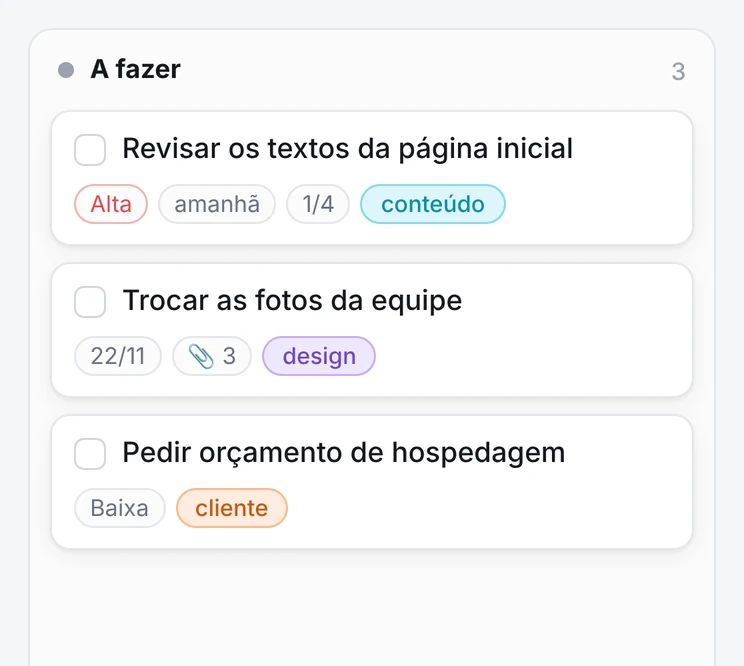 A fazer 3
Revisar os textos da página inicial
Alta amanhã 1/4 conteúdo
Trocar as fotos da equipe
22/11 📎 3 design
Pedir orçamento de hospedagem
Baixa cliente